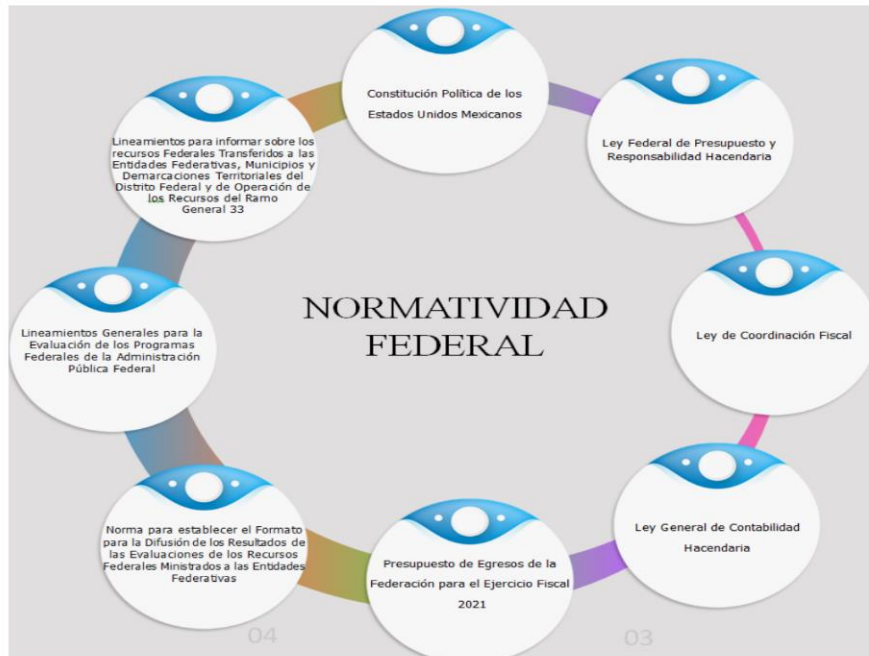 Constitución Política de los
Estados Unidos Mexicanos
Ley Federal de Presupuesto y
Responsabilidad Hacendaria
Ley de Coordinación Fiscal
Ley General de Contabilidad
Hacendaria
Presupuesto de Egresos de la
Federación para el Ejercicio Fiscal
2021
Norma para establecer el Formato
para la Difusión de los Resultados de
las Evaluaciones de los Recursos
Federales Ministrados a las Entidades
Federativas
Lineamientos Generales para la
Evaluación de los Programas
Federales de la Administración
Pública Federal
Lineamientos para informar sobre los
recursos Federales Transferidos a las
Entidades Federativas, Municipios y
Demarcaciones Territoriales del
Distrito Federal y de Operación de
los Recursos del Ramo
General 33
NORMATIVIDAD
FEDERAL
04
03